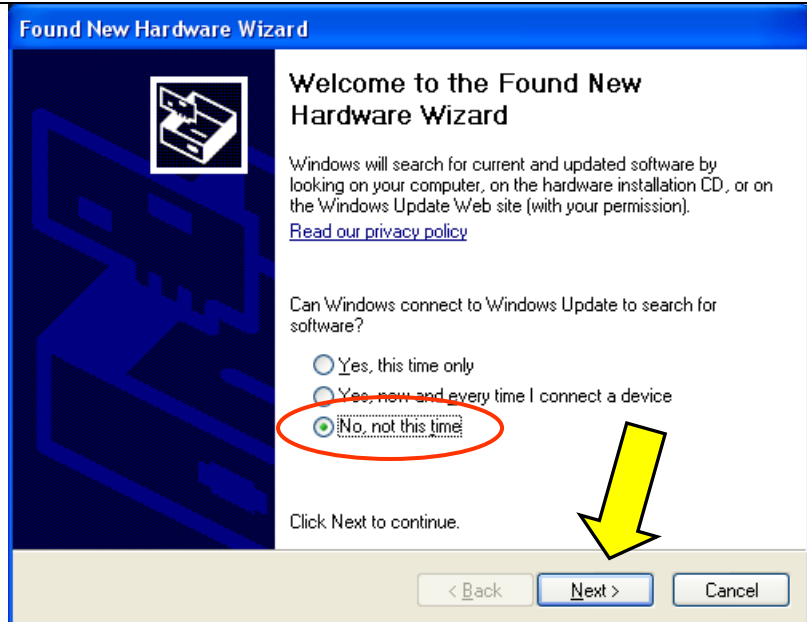 Found New Hardware Wizard
Welcome to the Found New
Hardware Wizard
Windows will search for current and updated software by
looking on your computer, on the hardware installation CD, or on
the Windows Update Web site (with your permission).
Read our privacy policy
Can Windows connect to Windows Update to search for
software?
Yes, this time only
Yes, now and every time I connect a device
No, not this time
Click Next to continue.
< Back Next > Cancel